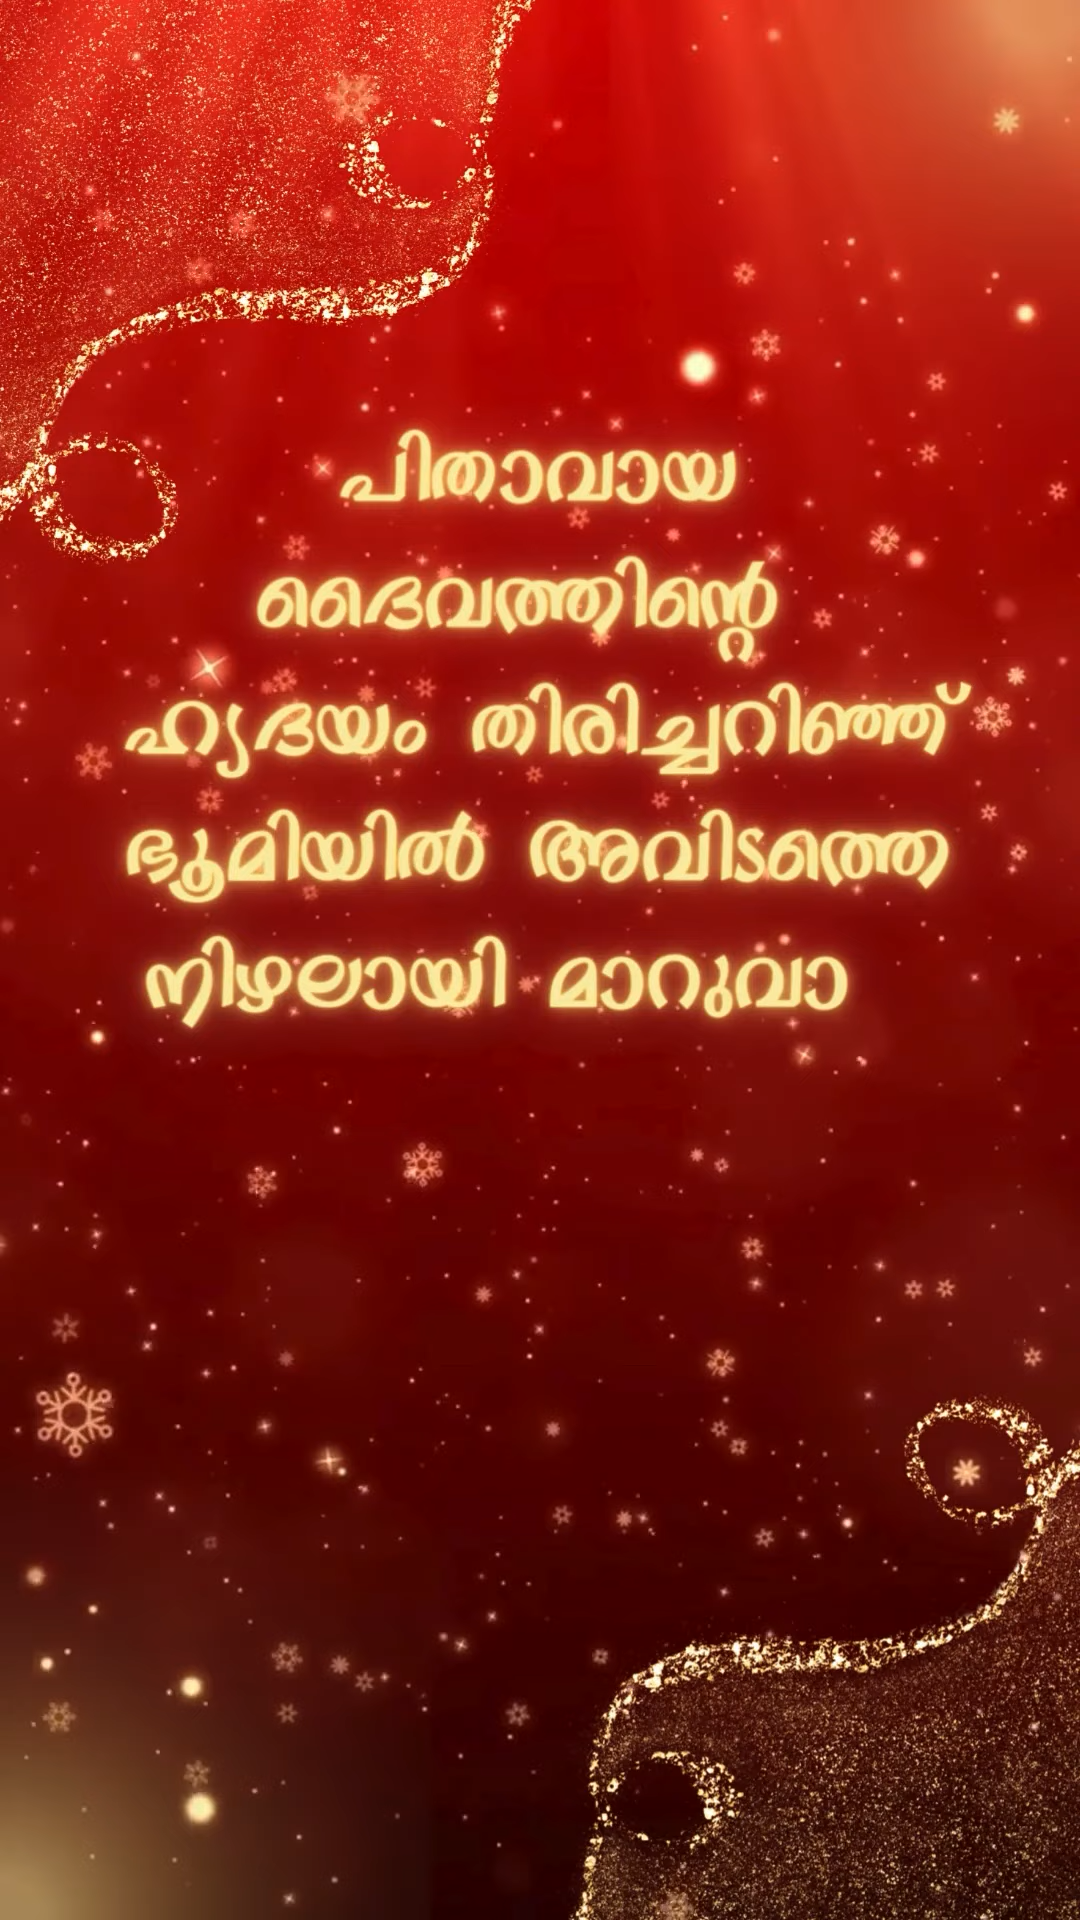 പിതാവായ
ദൈവത്തിന്റെ
ഹൃദയം തിരിച്ചറിഞ്ഞ്
ഭൂമിയിൽ അവിടത്തെ
നിഴലായി മാറുവാ